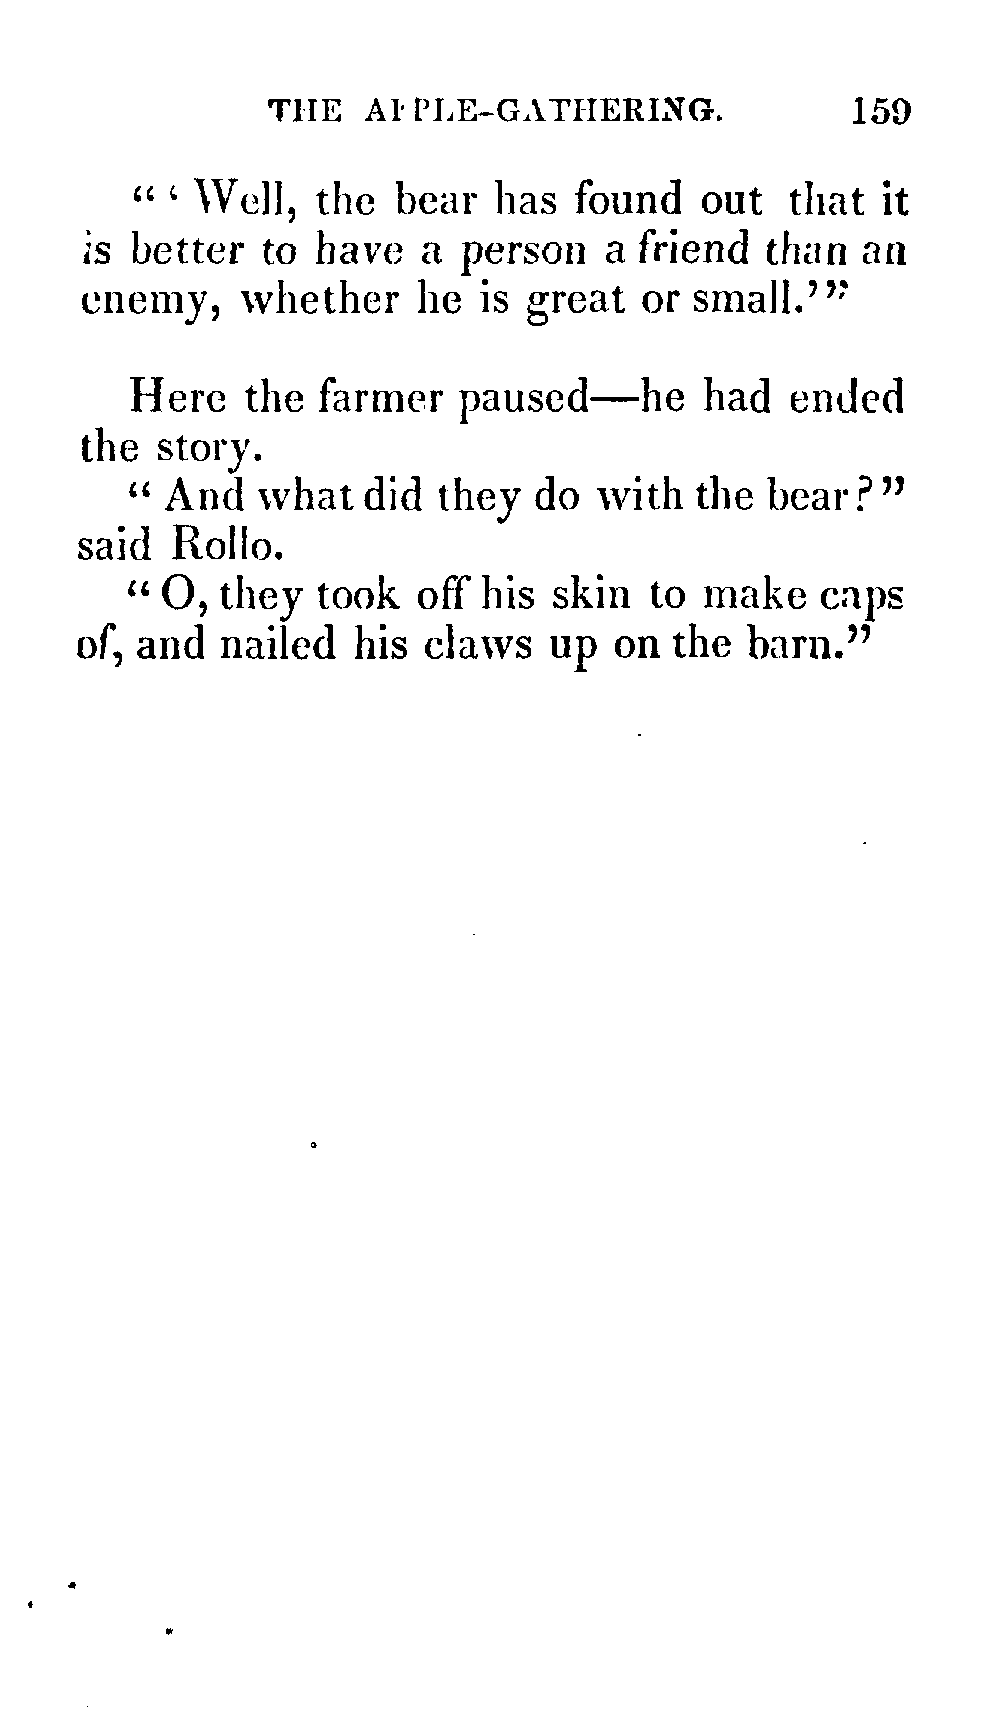 THE APPLE-GATHERING. 159
" ' Well, the bear has found out that it
is better to have a person a friend than an
enemy, whether he is great or small.' "
Here the farmer paused—he had ended
the story.
" And what did they do with the bear? "
said Rollo.
" O, they took off his skin to make caps
of, and nailed his claws up on the barn."